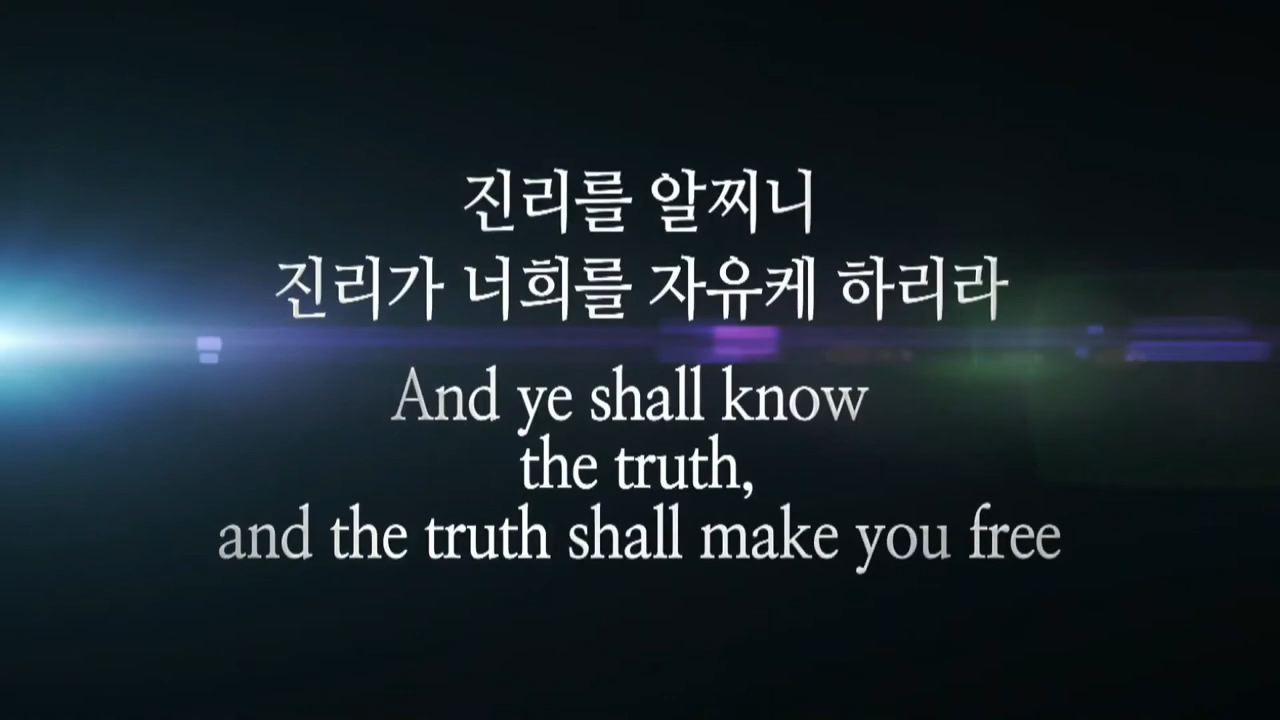 진리를 알찌니
진리가 너희를 자유케 하리라
And ye shall know
the truth,
and the truth shall make you free